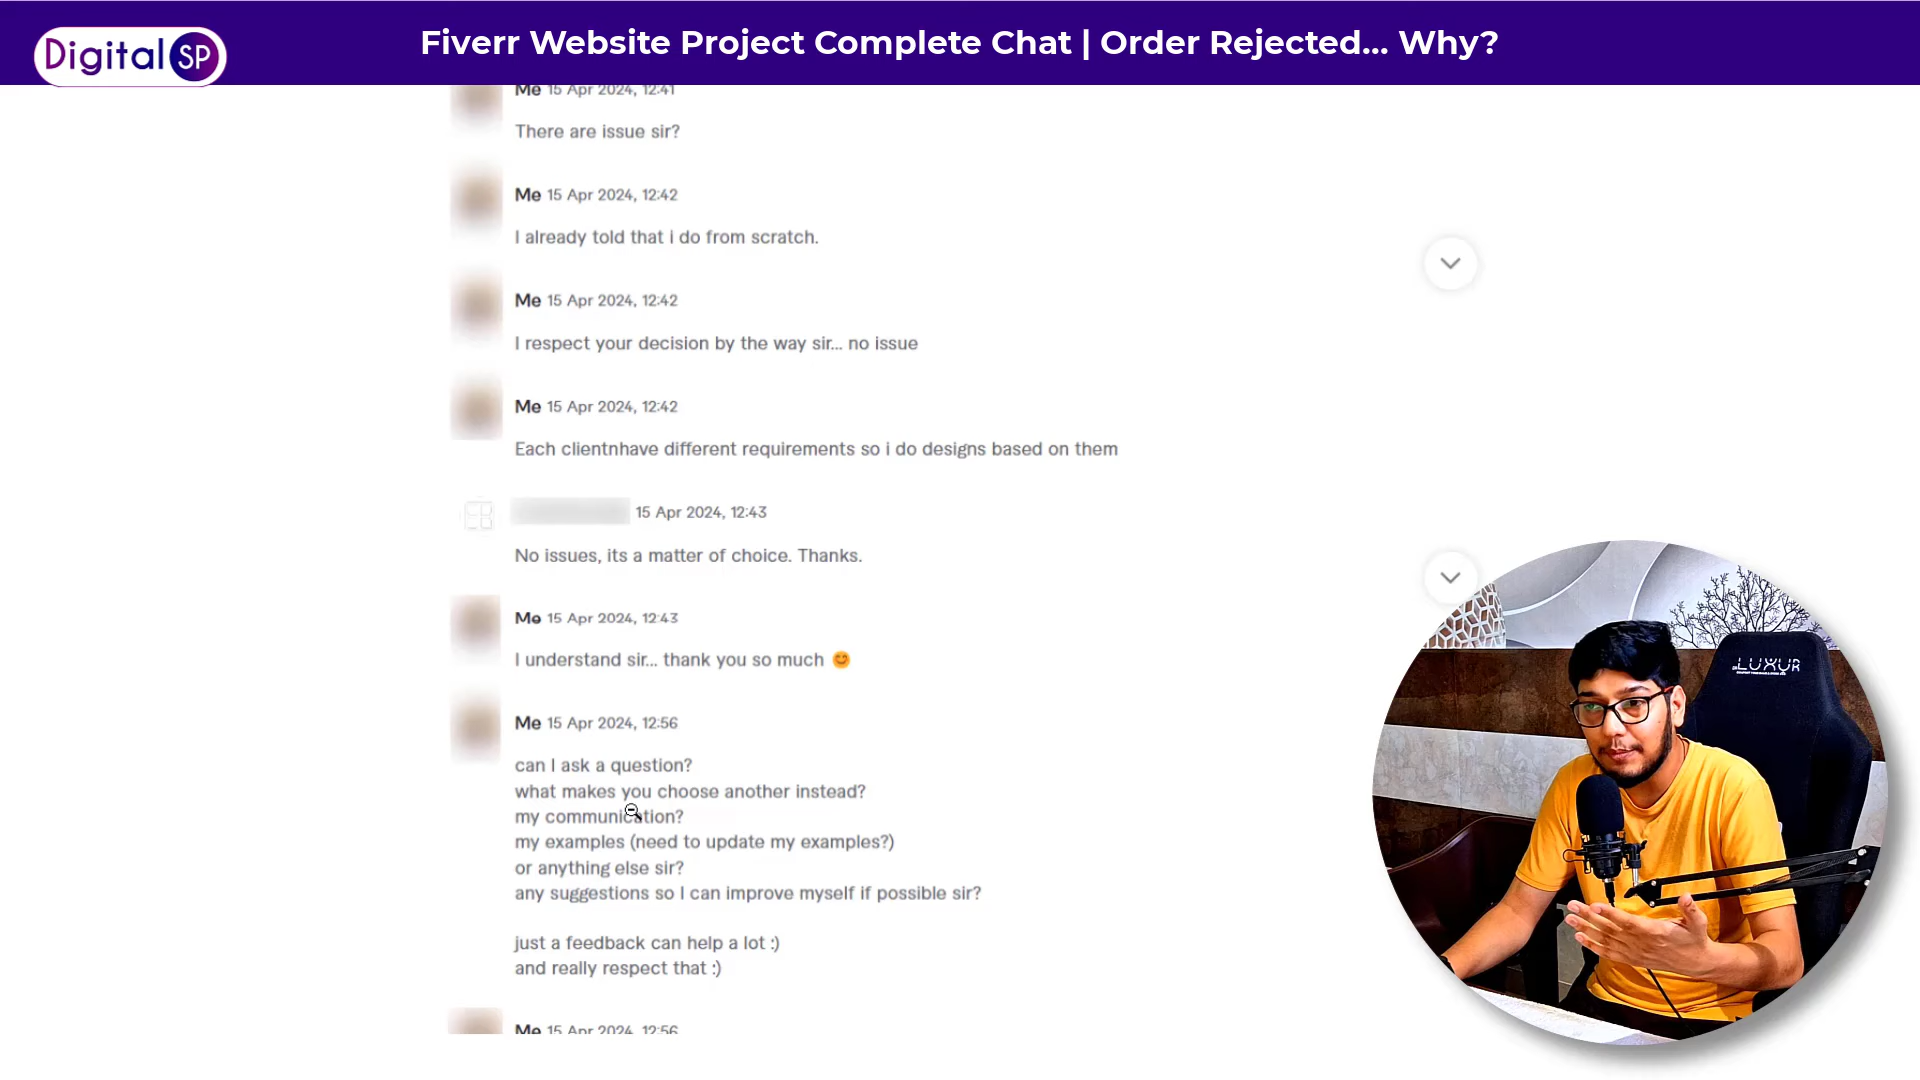 Digital SP
Fiverr Website Project Complete Chat | Order Rejected... Why?
Me 15 Apr 2024, 12:41
There are issue sir?
Me 15 Apr 2024, 12:42
I already told that i do from scratch.
Me 15 Apr 2024, 12:42
I respect your decision by the way sir... no issue
Me 15 Apr 2024, 12:42
Each clientnhave different requirements so i do designs based on them
15 Apr 2024, 12:43
No issues, its a matter of choice. Thanks.
Me 15 Apr 2024, 12:43
I understand sir... thank you so much 😊
Me 15 Apr 2024, 12:56
can I ask a question?
what makes you choose another instead?
my communication?
my examples (need to update my examples?)
or anything else sir?
any suggestions so I can improve myself if possible sir?
just a feedback can help a lot :)
and really respect that :)
Me 15 Apr 2024, 12:56
LUXUR